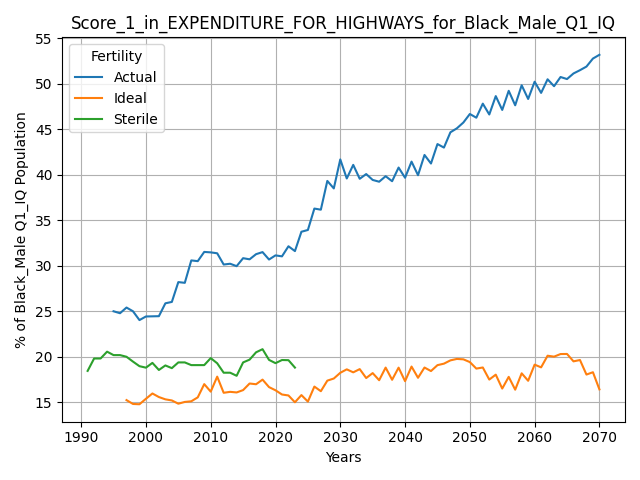 Score_1_in_EXPENDITURE_FOR_HIGHWAYS_for_Black_Male_Q1_IQ
% of Black_Male Q1_IQ Population
55
50
45
40
35
30
25
20
15
Fertility
Actual
Ideal
Sterile
1990 2000 2010 2020 2030 2040 2050 2060 2070
Years